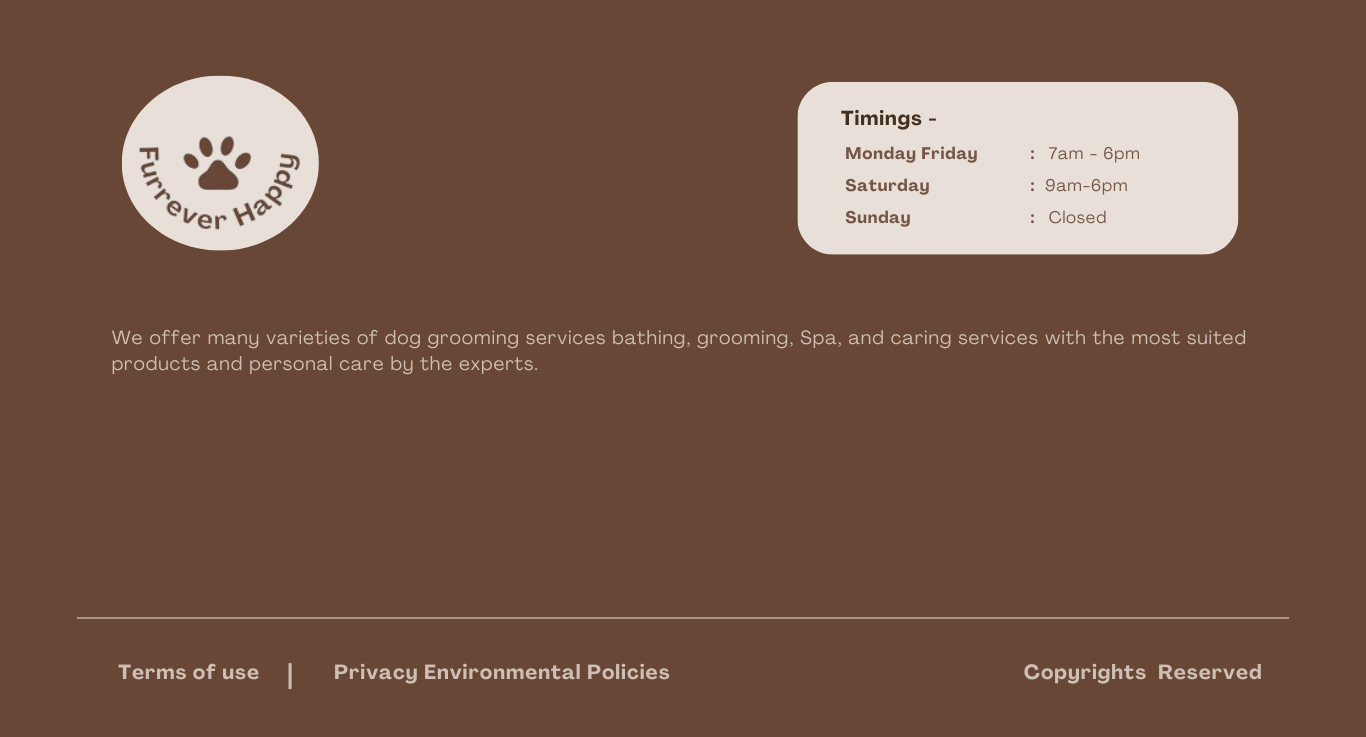 Furrever Happy
Timings -
Monday Friday : 7am - 6pm
Saturday : 9am-6pm
Sunday : Closed
We offer many varieties of dog grooming services bathing, grooming, Spa, and caring services with the most suited
products and personal care by the experts.
Terms of use | Privacy Environmental Policies Copyrights Reserved